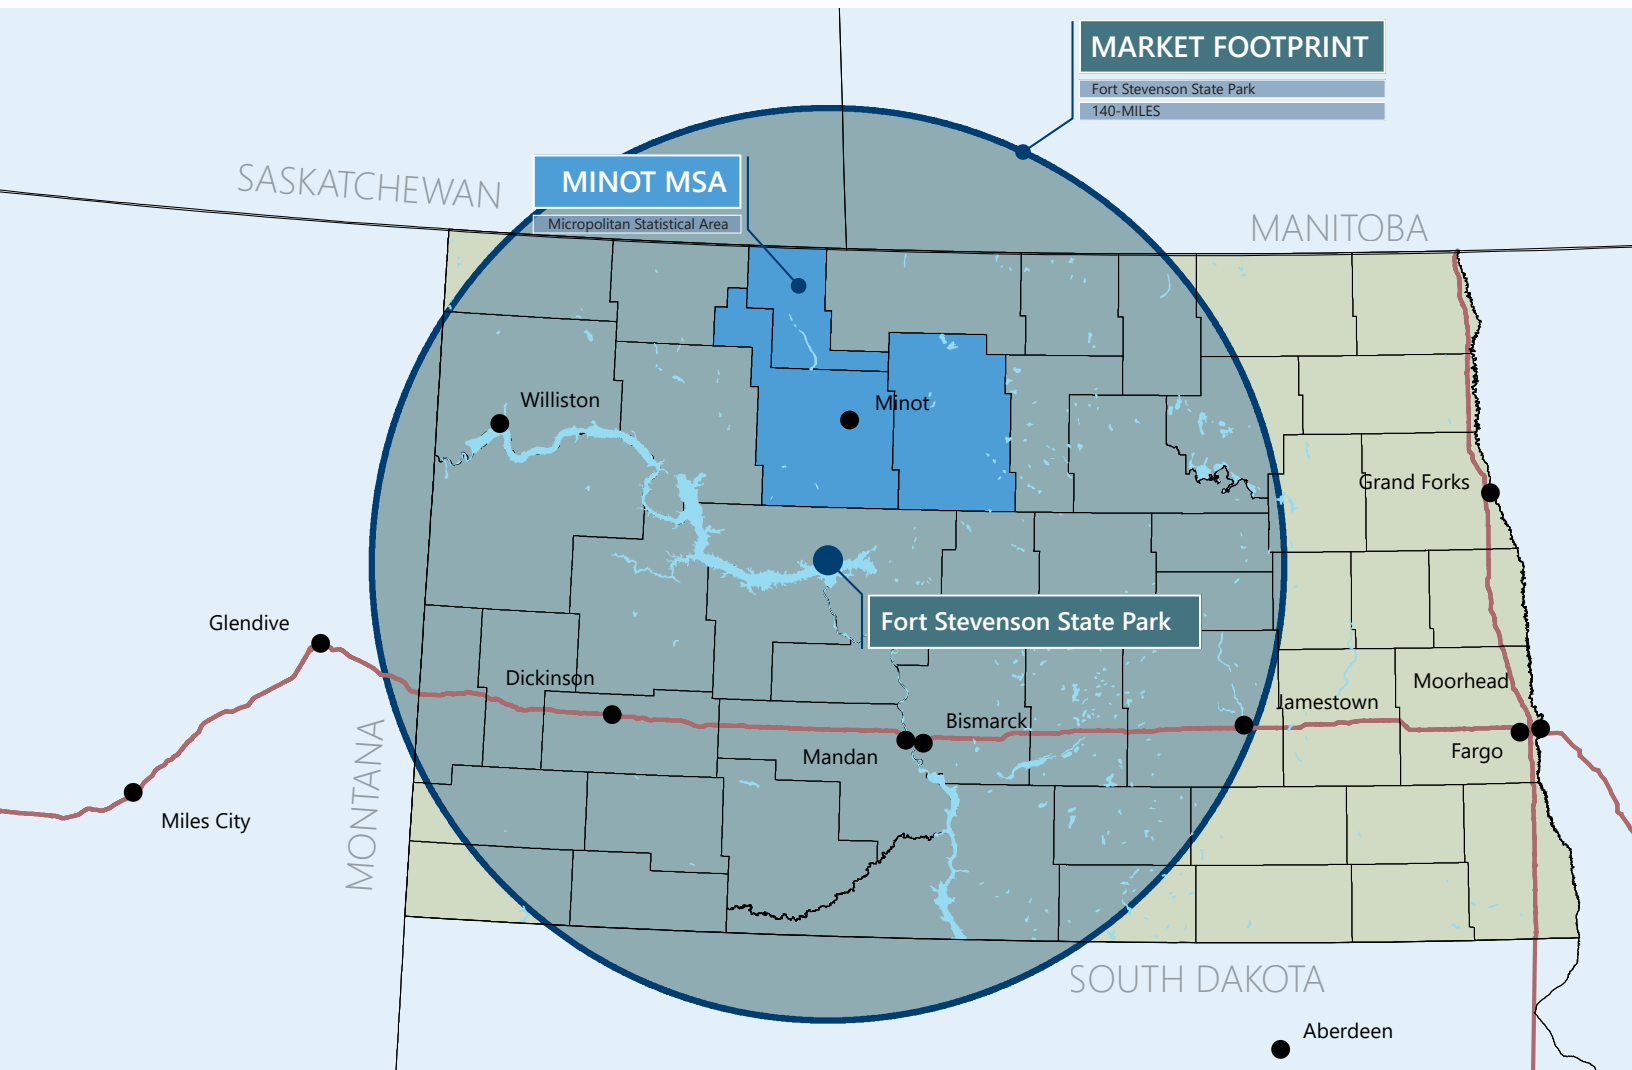 MARKET FOOTPRINT
Fort Stevenson State Park
140-MILES
SASKATCHEWAN
MINOT MSA
Micropolitan Statistical Area
MANITOBA
Williston
Minot
Grand Forks
Glendive
Fort Stevenson State Park
Dickinson
Moorhead
Jamestown
Bismarck
Mandan
Fargo
MONTANA
Miles City
SOUTH DAKOTA
Aberdeen